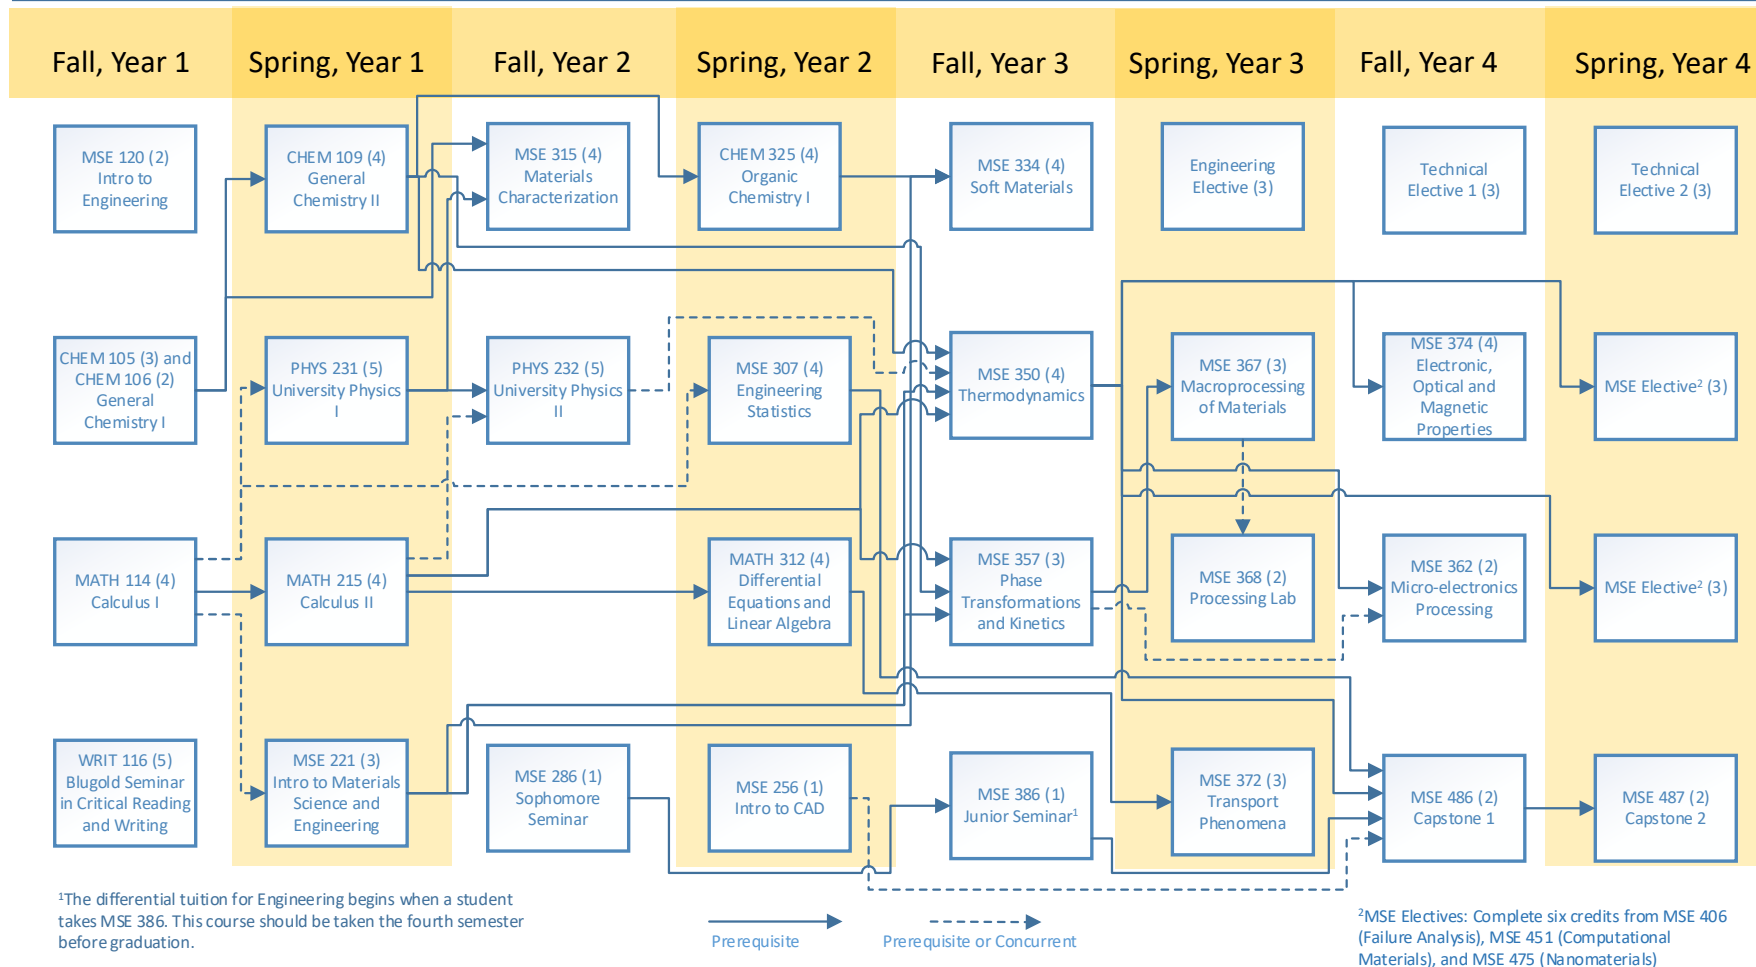 Fall, Year 1
Spring, Year 1
Fall, Year 2
Spring, Year 2
Fall, Year 3
Spring, Year 3
Fall, Year 4
Spring, Year 4
MSE 120 (2)
Intro to
Engineering
CHEM 109 (4)
General
Chemistry II
MSE 315 (4)
Materials
Characterization
CHEM 325 (4)
Organic
Chemistry I
MSE 334 (4)
Soft Materials
Engineering
Elective (3)
Technical
Elective 1 (3)
Technical
Elective 2 (3)
CHEM 105 (3) and
CHEM 106 (2)
General
Chemistry I
PHYS 231 (5)
University Physics
I
PHYS 232 (5)
University Physics
II
MSE 307 (4)
Engineering
Statistics
MSE 350 (4)
Thermodynamics
MSE 367 (3)
Macroprocessing
of Materials
MSE 374 (4)
Electronic,
Optical and
Magnetic
Properties
MSE Elective² (3)
MATH 114 (4)
Calculus I
MATH 215 (4)
Calculus II
MATH 312 (4)
Differential
Equations and
Linear Algebra
MSE 357 (3)
Phase
Transformations
and Kinetics
MSE 368 (2)
Processing Lab
MSE 362 (2)
Micro-electronics
Processing
MSE Elective² (3)
WRIT 116 (5)
Blugold Seminar
in Critical Reading
and Writing
MSE 221 (3)
Intro to Materials
Science and
Engineering
MSE 286 (1)
Sophomore
Seminar
MSE 256 (1)
Intro to CAD
MSE 386 (1)
Junior Seminar¹
MSE 372 (3)
Transport
Phenomena
MSE 486 (2)
Capstone 1
MSE 487 (2)
Capstone 2
¹The differential tuition for Engineering begins when a student
takes MSE 386. This course should be taken the fourth semester
before graduation.
Prerequisite
Prerequisite or Concurrent
²MSE Electives: Complete six credits from MSE 406
(Failure Analysis), MSE 451 (Computational
Materials), and MSE 475 (Nanomaterials)